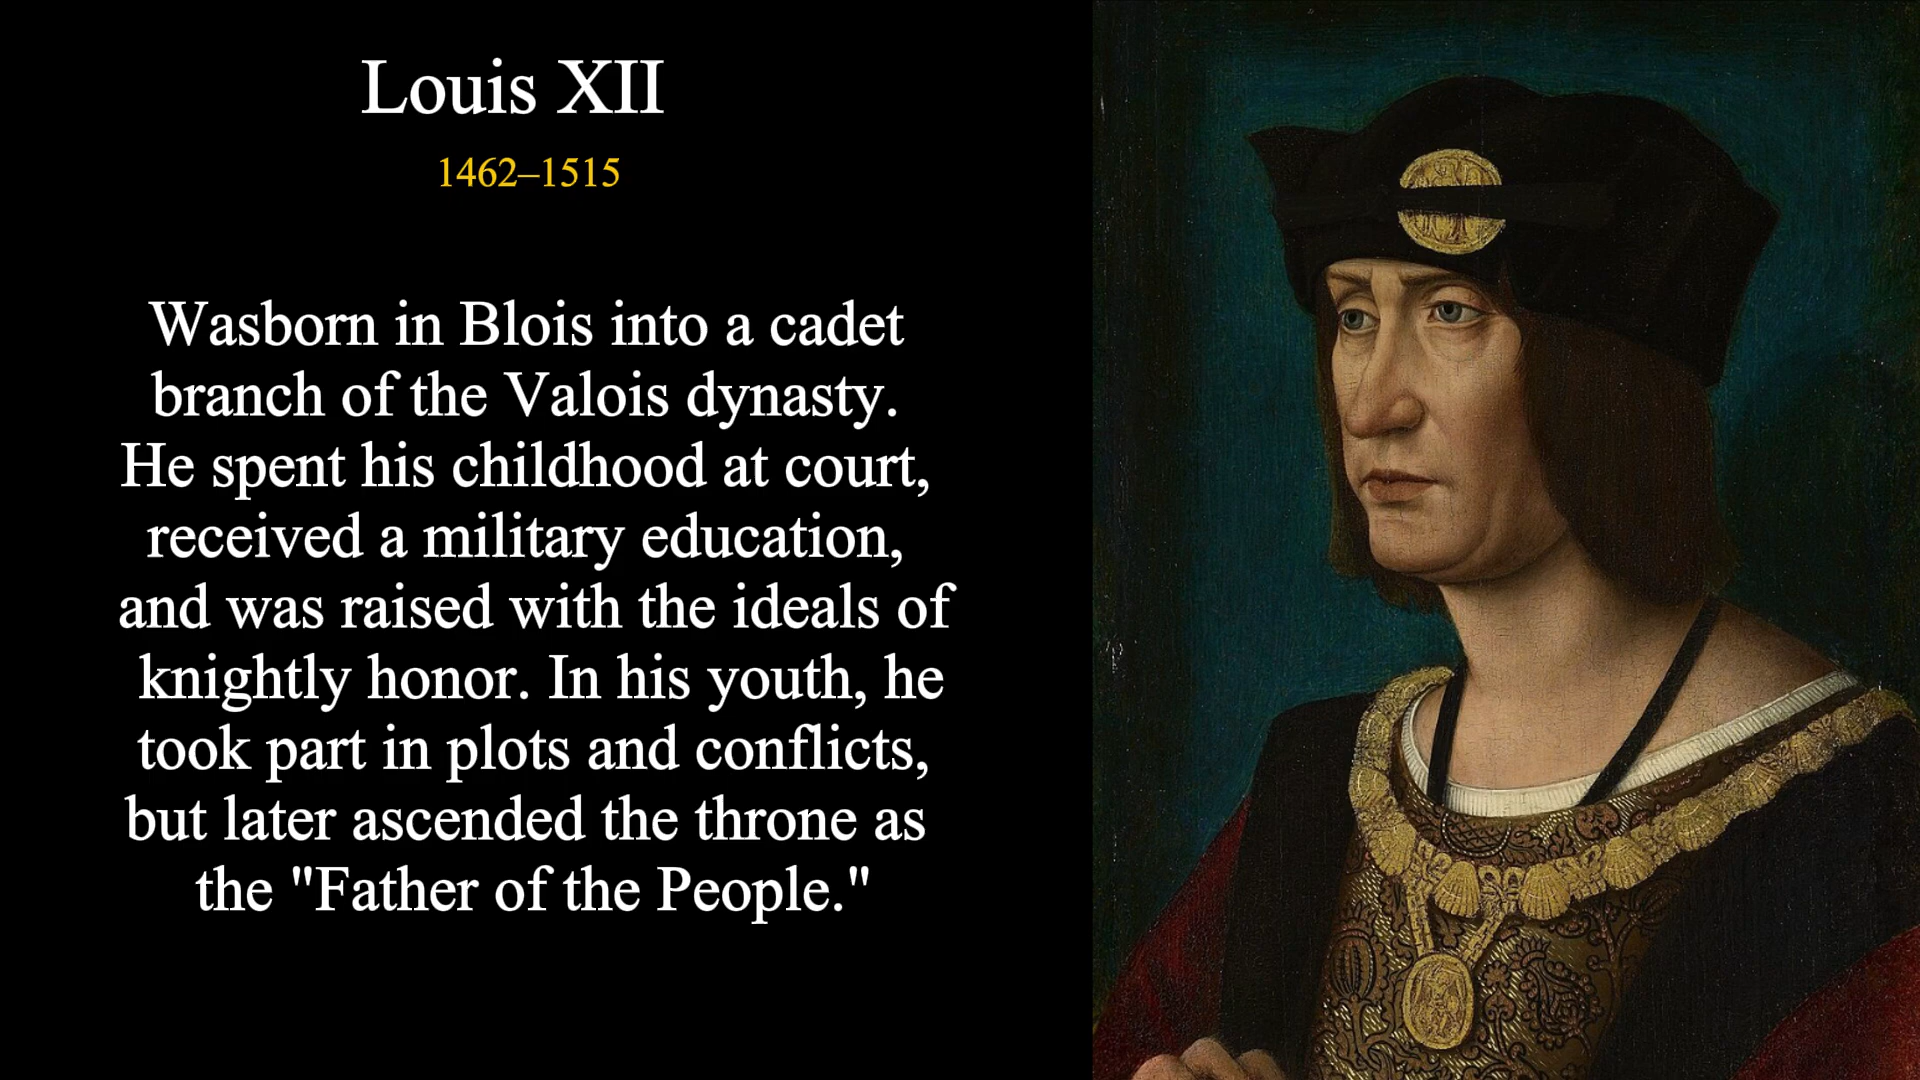 Louis XII
1462–1515
Wasborn in Blois into a cadet
branch of the Valois dynasty.
He spent his childhood at court,
received a military education,
and was raised with the ideals of
knightly honor. In his youth, he
took part in plots and conflicts,
but later ascended the throne as
the "Father of the People."